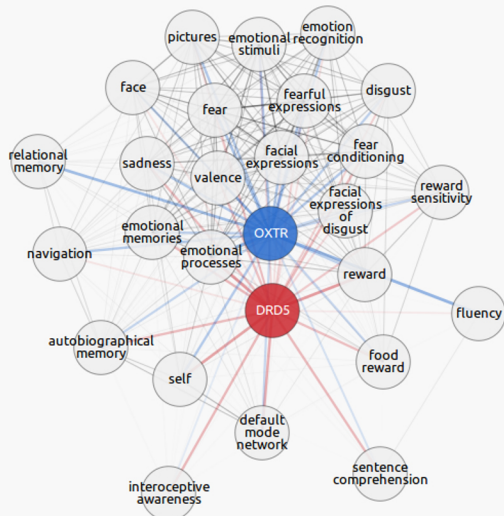 pictures
emotional
stimuli
emotion
recognition
face
fear
fearful
expressions
disgust
relational
memory
sadness
valence
facial
expressions
fear
conditioning
reward
sensitivity
facial
expressions
of
disgust
emotional
memories
OXTR
navigation
emotional
processes
reward
DRD5
fluency
autobiographical
memory
self
food
reward
default
mode
network
interoceptive
awareness
sentence
comprehension